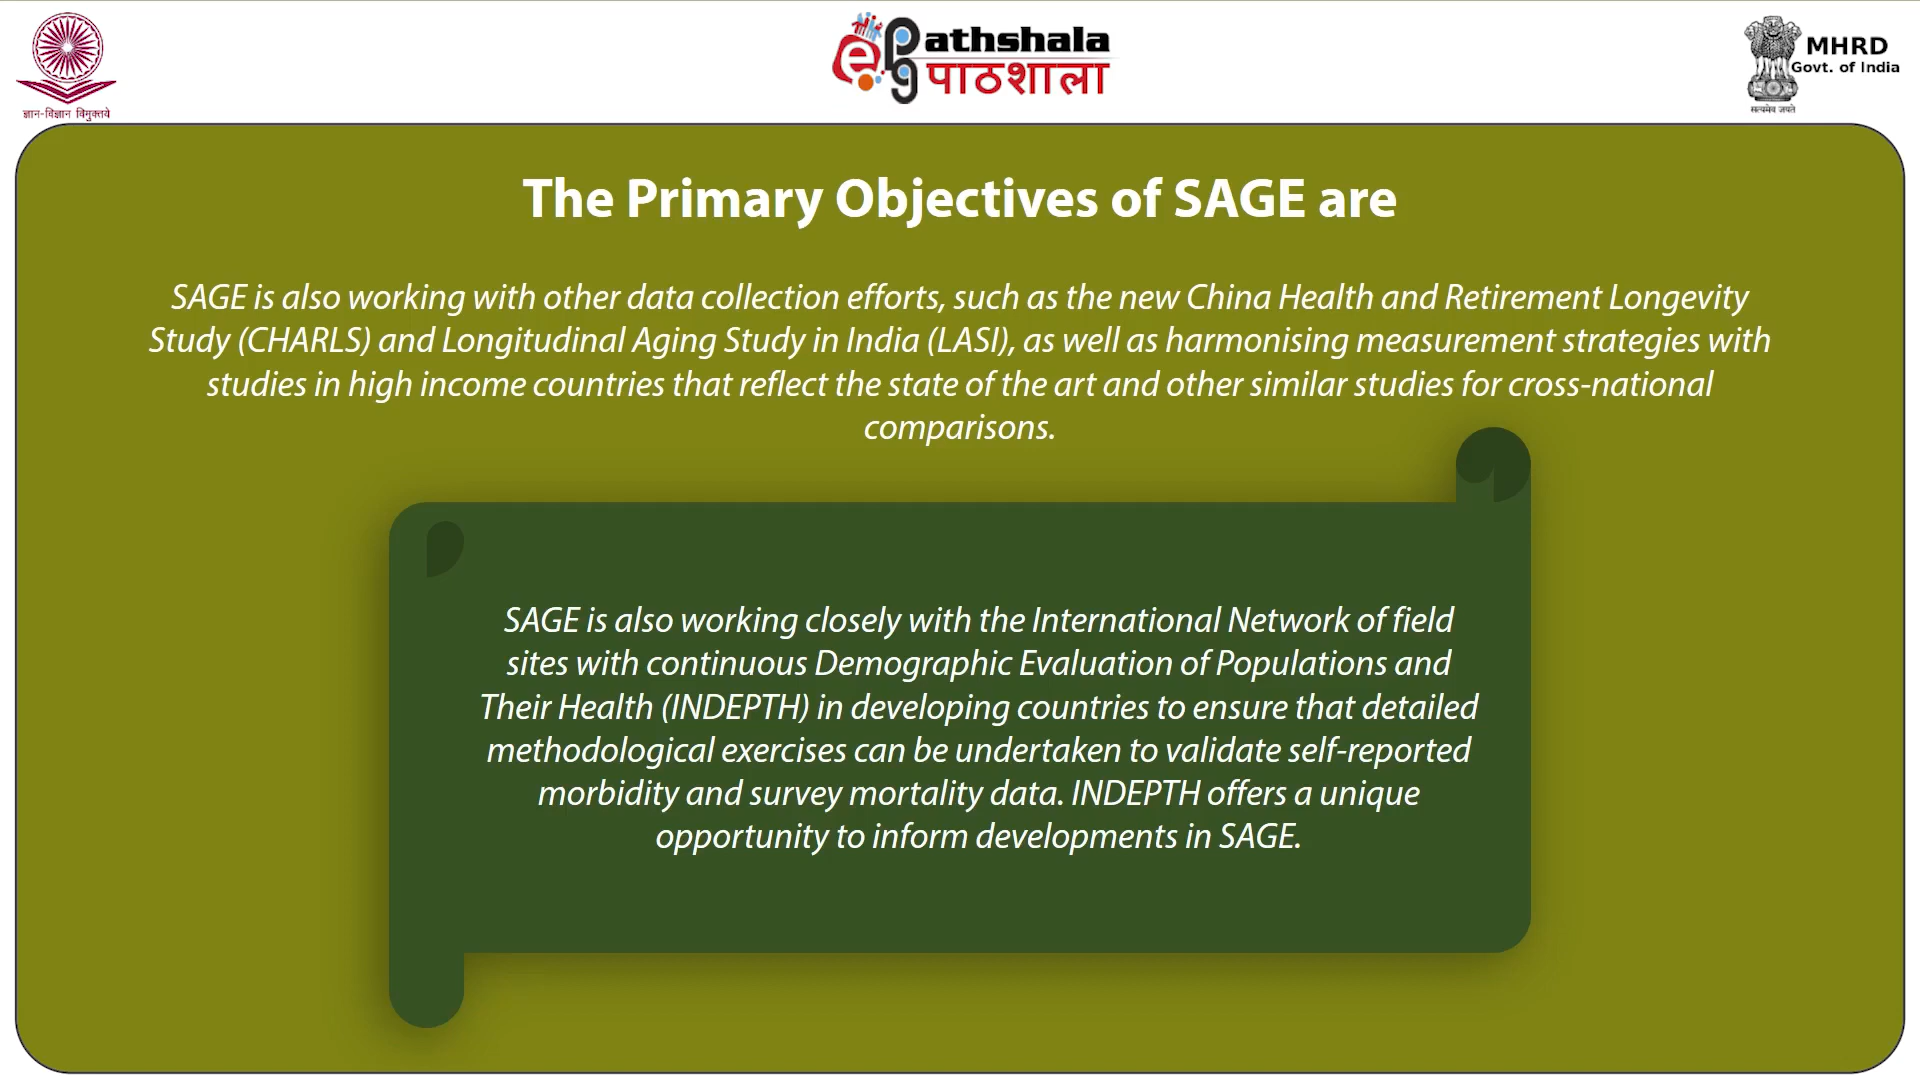 ज्ञान-विज्ञान विमुक्तये
ePG athshala
पाठशाला
MHRD
Govt. of India
सत्यमेव जयते
The Primary Objectives of SAGE are
SAGE is also working with other data collection efforts, such as the new China Health and Retirement Longevity
Study (CHARLS) and Longitudinal Aging Study in India (LASI), as well as harmonising measurement strategies with
studies in high income countries that reflect the state of the art and other similar studies for cross-national
comparisons.
SAGE is also working closely with the International Network of field
sites with continuous Demographic Evaluation of Populations and
Their Health (INDEPTH) in developing countries to ensure that detailed
methodological exercises can be undertaken to validate self-reported
morbidity and survey mortality data. INDEPTH offers a unique
opportunity to inform developments in SAGE.